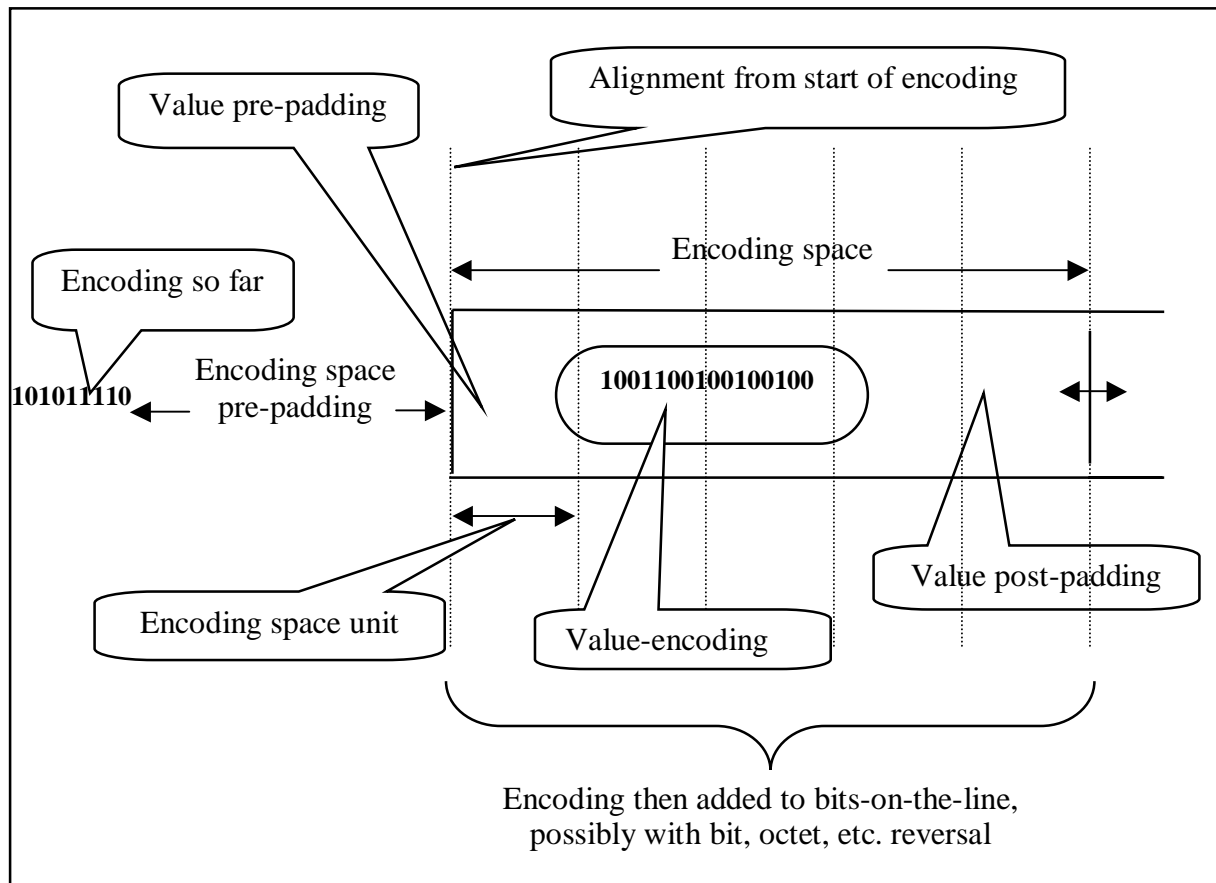 Alignment from start of encoding
Value pre-padding
Encoding space
Encoding so far
101011110
Encoding space
pre-padding
1001100100100100
Value post-padding
Encoding space unit
Value-encoding
Encoding then added to bits-on-the-line,
possibly with bit, octet, etc. reversal